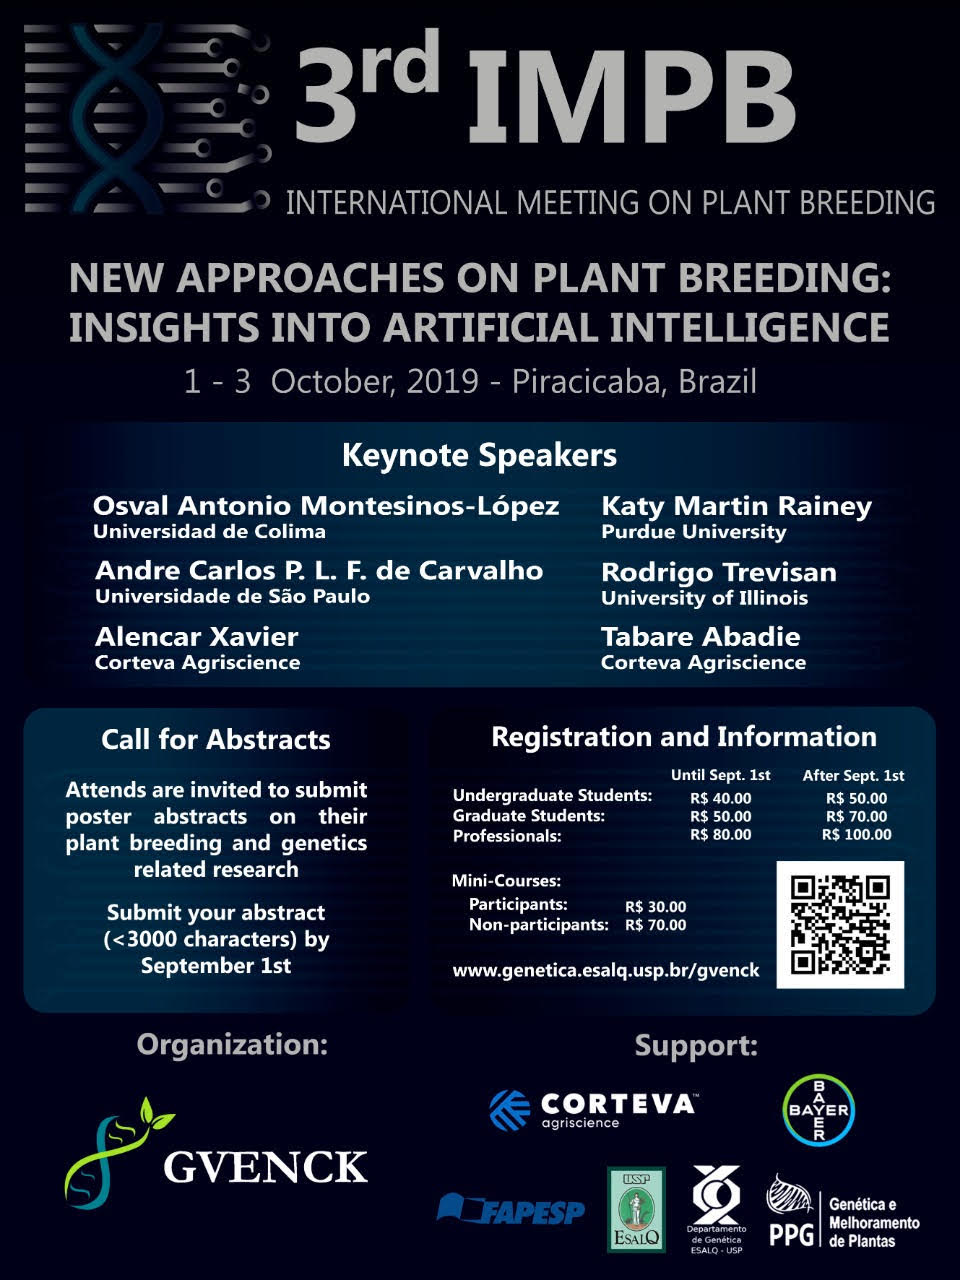 3rd IMPB
INTERNATIONAL MEETING ON PLANT BREEDING
NEW APPROACHES ON PLANT BREEDING:
INSIGHTS INTO ARTIFICIAL INTELLIGENCE
1 - 3 October, 2019 - Piracicaba, Brazil
Keynote Speakers
Osval Antonio Montesinos-López
Universidad de Colima
Andre Carlos P. L. F. de Carvalho
Universidade de São Paulo
Alencar Xavier
Corteva Agriscience
Katy Martin Rainey
Purdue University
Rodrigo Trevisan
University of Illinois
Tabare Abadie
Corteva Agriscience
Call for Abstracts
Attends are invited to submit
poster abstracts on their
plant breeding and genetics
related research
Submit your abstract
(<3000 characters) by
September 1st
Registration and Information
Until Sept. 1st After Sept. 1st
Undergraduate Students: R$ 40.00 R$ 50.00
Graduate Students: R$ 50.00 R$ 70.00
Professionals: R$ 80.00 R$ 100.00
Mini-Courses:
Participants: R$ 30.00
Non-participants: R$ 70.00
www.genetica.esalq.usp.br/gvenck
Organization:
GVENCK
Support:
CORTEVA™
agriscience
BAYER
BAYER
FAPESP
USP
ESALQ
Departamento
de Genética
ESALQ - USP
PPG
Genética e
Melhoramento
de Plantas